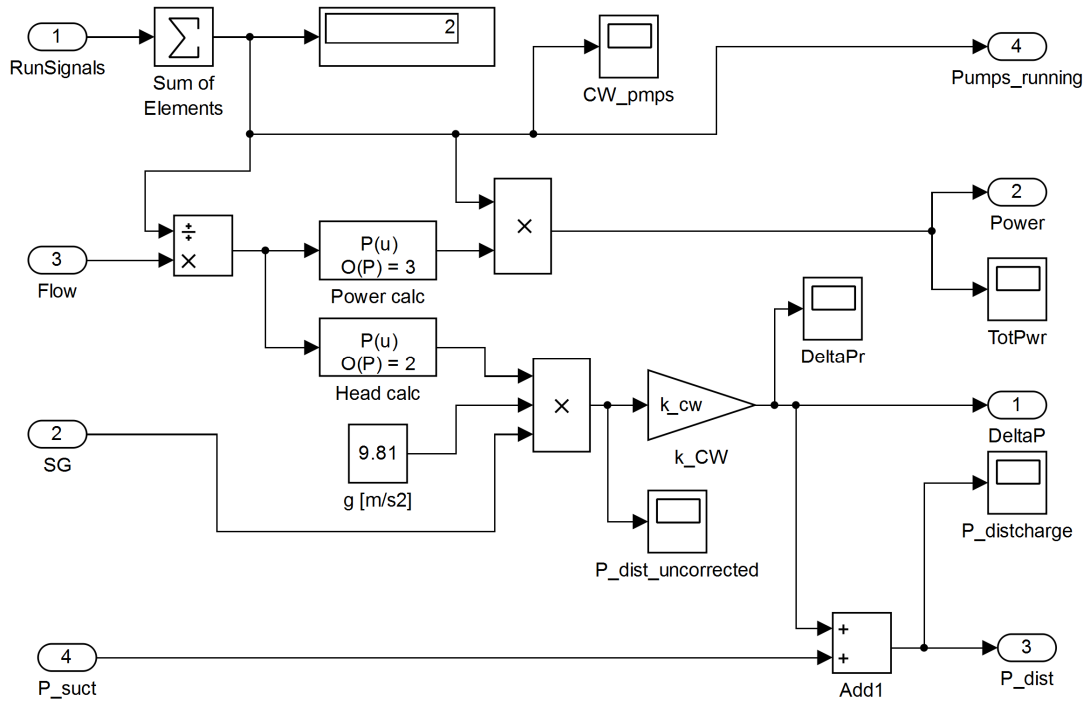 1
RunSignals
Sum of
Elements
2
CW_pmps
4
Pumps_running
÷
×
3
Flow
P(u)
O(P) = 3
Power calc
×
2
Power
TotPwr
P(u)
O(P) = 2
Head calc
DeltaPr
2
SG
9.81
g [m/s2]
×
k_cw
k_CW
1
DeltaP
P_distcharge
P_dist_uncorrected
4
P_suct
+
+
Add1
3
P_dist